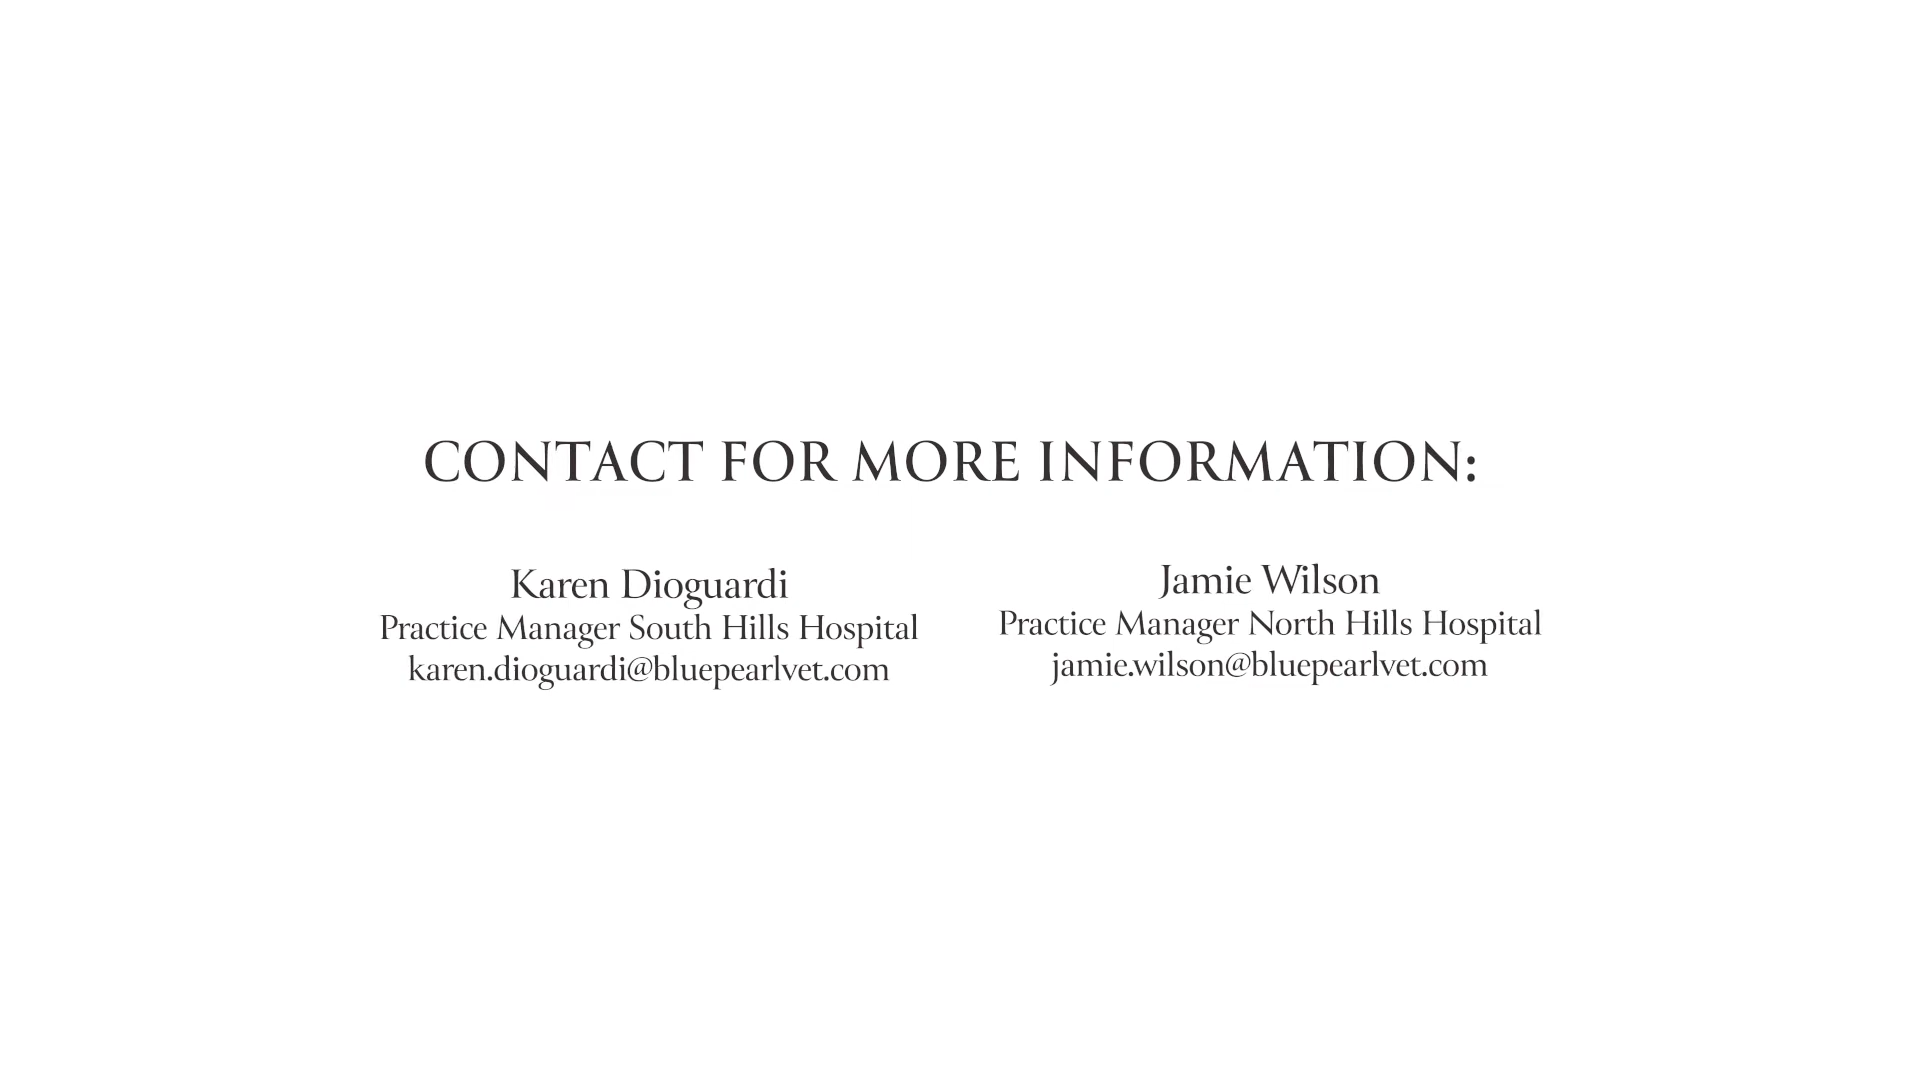 CONTACT FOR MORE INFORMATION:
Karen Dioguardi
Practice Manager South Hills Hospital
karen.dioguardi@bluepearlvet.com
Jamie Wilson
Practice Manager North Hills Hospital
jamie.wilson@bluepearlvet.com